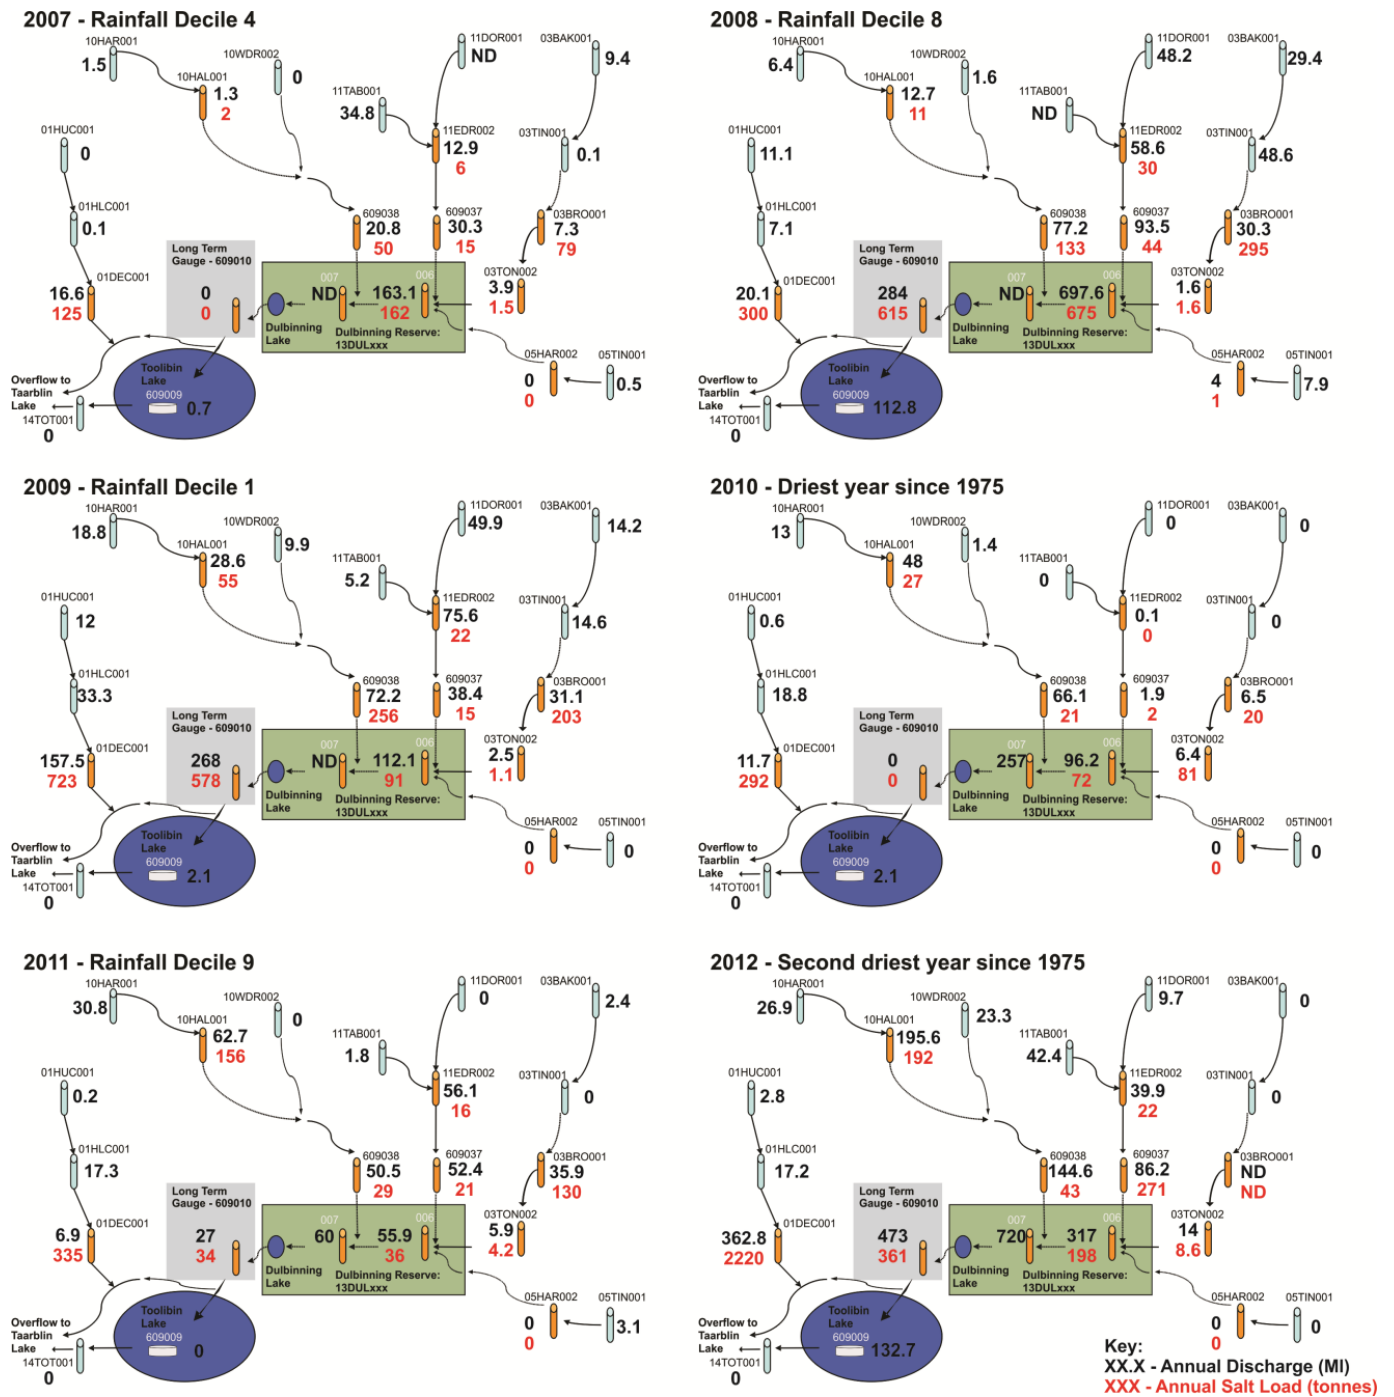 2007 - Rainfall Decile 4
10HAR001
1.5
10HAL001
1.3
2
10WDR002
0
11DOR001
ND
03BAK001
9.4
11TAB001
34.8
11EDR002
12.9
6
03TIN001
0.1
01HUC001
0
01HLC001
0.1
609038
20.8
50
609037
30.3
15
03BRO001
7.3
79
01DEC001
16.6
125
Long Term
Gauge - 609010
0
0
007
ND
006
163.1
162
03TON002
3.9
1.5
Dulbinning
Lake
Dulbinning Reserve:
13DULxxx
05HAR002
0
0
05TIN001
0.5
Toolibin
Lake
609009
0.7
Overflow to
Taarblin
Lake
14TOT001
0
2008 - Rainfall Decile 8
10HAR001
6.4
10HAL001
12.7
11
10WDR002
1.6
11DOR001
48.2
03BAK001
29.4
11TAB001
ND
11EDR002
58.6
30
03TIN001
48.6
01HUC001
11.1
01HLC001
7.1
609038
77.2
133
609037
93.5
44
03BRO001
30.3
295
01DEC001
20.1
300
Long Term
Gauge - 609010
284
615
007
ND
006
697.6
675
03TON002
1.6
1.6
Dulbinning
Lake
Dulbinning Reserve:
13DULxxx
05HAR002
4
1
05TIN001
7.9
Toolibin
Lake
609009
112.8
Overflow to
Taarblin
Lake
14TOT001
0
2009 - Rainfall Decile 1
10HAR001
18.8
10HAL001
28.6
55
10WDR002
9.9
11DOR001
49.9
03BAK001
14.2
11TAB001
5.2
11EDR002
75.6
22
03TIN001
14.6
01HUC001
12
01HLC001
33.3
609038
72.2
256
609037
38.4
15
03BRO001
31.1
203
01DEC001
157.5
723
Long Term
Gauge - 609010
268
578
007
ND
006
112.1
91
03TON002
2.5
1.1
Dulbinning
Lake
Dulbinning Reserve:
13DULxxx
05HAR002
0
0
05TIN001
0
Toolibin
Lake
609009
2.1
Overflow to
Taarblin
Lake
14TOT001
0
2010 - Driest year since 1975
10HAR001
13
10HAL001
48
27
10WDR002
1.4
11DOR001
0
03BAK001
0
11TAB001
0
11EDR002
0.1
0
03TIN001
0
01HUC001
0.6
01HLC001
18.8
609038
66.1
21
609037
1.9
2
03BRO001
6.5
20
01DEC001
11.7
292
Long Term
Gauge - 609010
0
0
007
257
006
96.2
72
03TON002
6.4
81
Dulbinning
Lake
Dulbinning Reserve:
13DULxxx
05HAR002
0
0
05TIN001
0
Toolibin
Lake
609009
2.1
Overflow to
Taarblin
Lake
14TOT001
0
2011 - Rainfall Decile 9
10HAR001
30.8
10HAL001
62.7
156
10WDR002
0
11DOR001
0
03BAK001
2.4
11TAB001
1.8
11EDR002
56.1
16
03TIN001
0
01HUC001
0.2
01HLC001
17.3
609038
50.5
29
609037
52.4
21
03BRO001
35.9
130
01DEC001
6.9
335
Long Term
Gauge - 609010
27
34
007
60
006
55.9
36
03TON002
5.9
4.2
Dulbinning
Lake
Dulbinning Reserve:
13DULxxx
05HAR002
0
0
05TIN001
3.1
Toolibin
Lake
609009
0
Overflow to
Taarblin
Lake
14TOT001
0
2012 - Second driest year since 1975
10HAR001
26.9
10HAL001
195.6
192
10WDR002
23.3
11DOR001
9.7
03BAK001
0
11TAB001
42.4
11EDR002
39.9
22
03TIN001
0
01HUC001
2.8
01HLC001
17.2
609038
144.6
43
609037
86.2
271
03BRO001
ND
ND
01DEC001
362.8
2220
Long Term
Gauge - 609010
473
361
007
720
006
317
198
03TON002
14
8.6
Dulbinning
Lake
Dulbinning Reserve:
13DULxxx
05HAR002
0
0
05TIN001
0
Toolibin
Lake
609009
132.7
Overflow to
Taarblin
Lake
14TOT001
0
Key:
XX.X - Annual Discharge (Ml)
XXX - Annual Salt Load (tonnes)